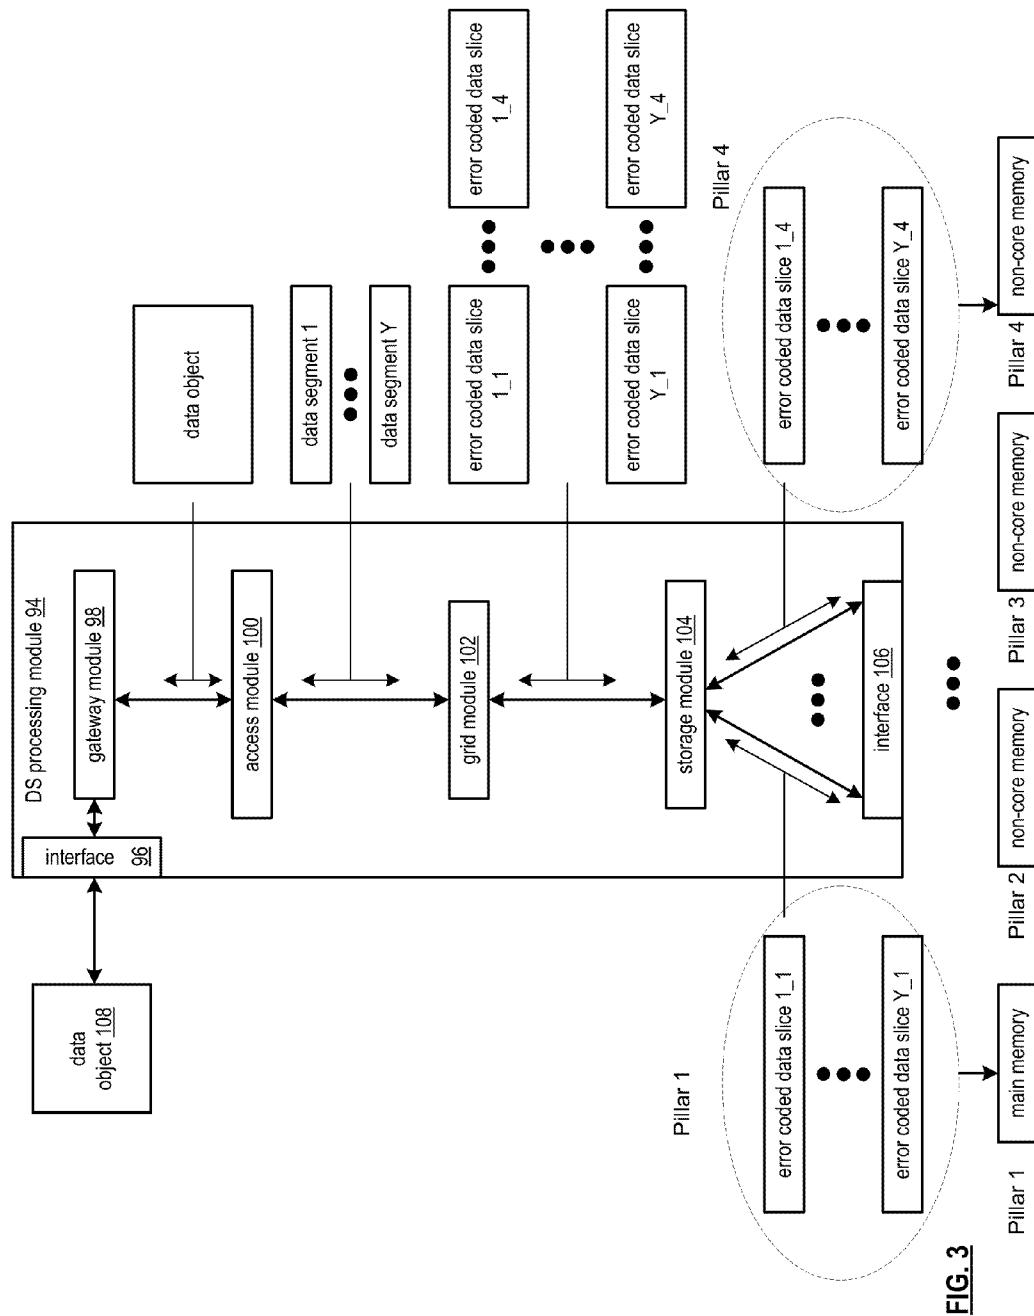 data
object 108
interface 96
DS processing module 94
gateway module 98
data object
access module 100
data segment 1
data segment Y
grid module 102
error coded data slice
1_1
error coded data slice
1_4
error coded data slice
Y_1
error coded data slice
Y_4
storage module 104
Pillar 1
Pillar 4
error coded data slice 1_1
error coded data slice Y_1
error coded data slice 1_4
error coded data slice Y_4
interface 106
Pillar 1
main memory
Pillar 2
non-core memory
Pillar 3
non-core memory
Pillar 4
non-core memory
FIG. 3